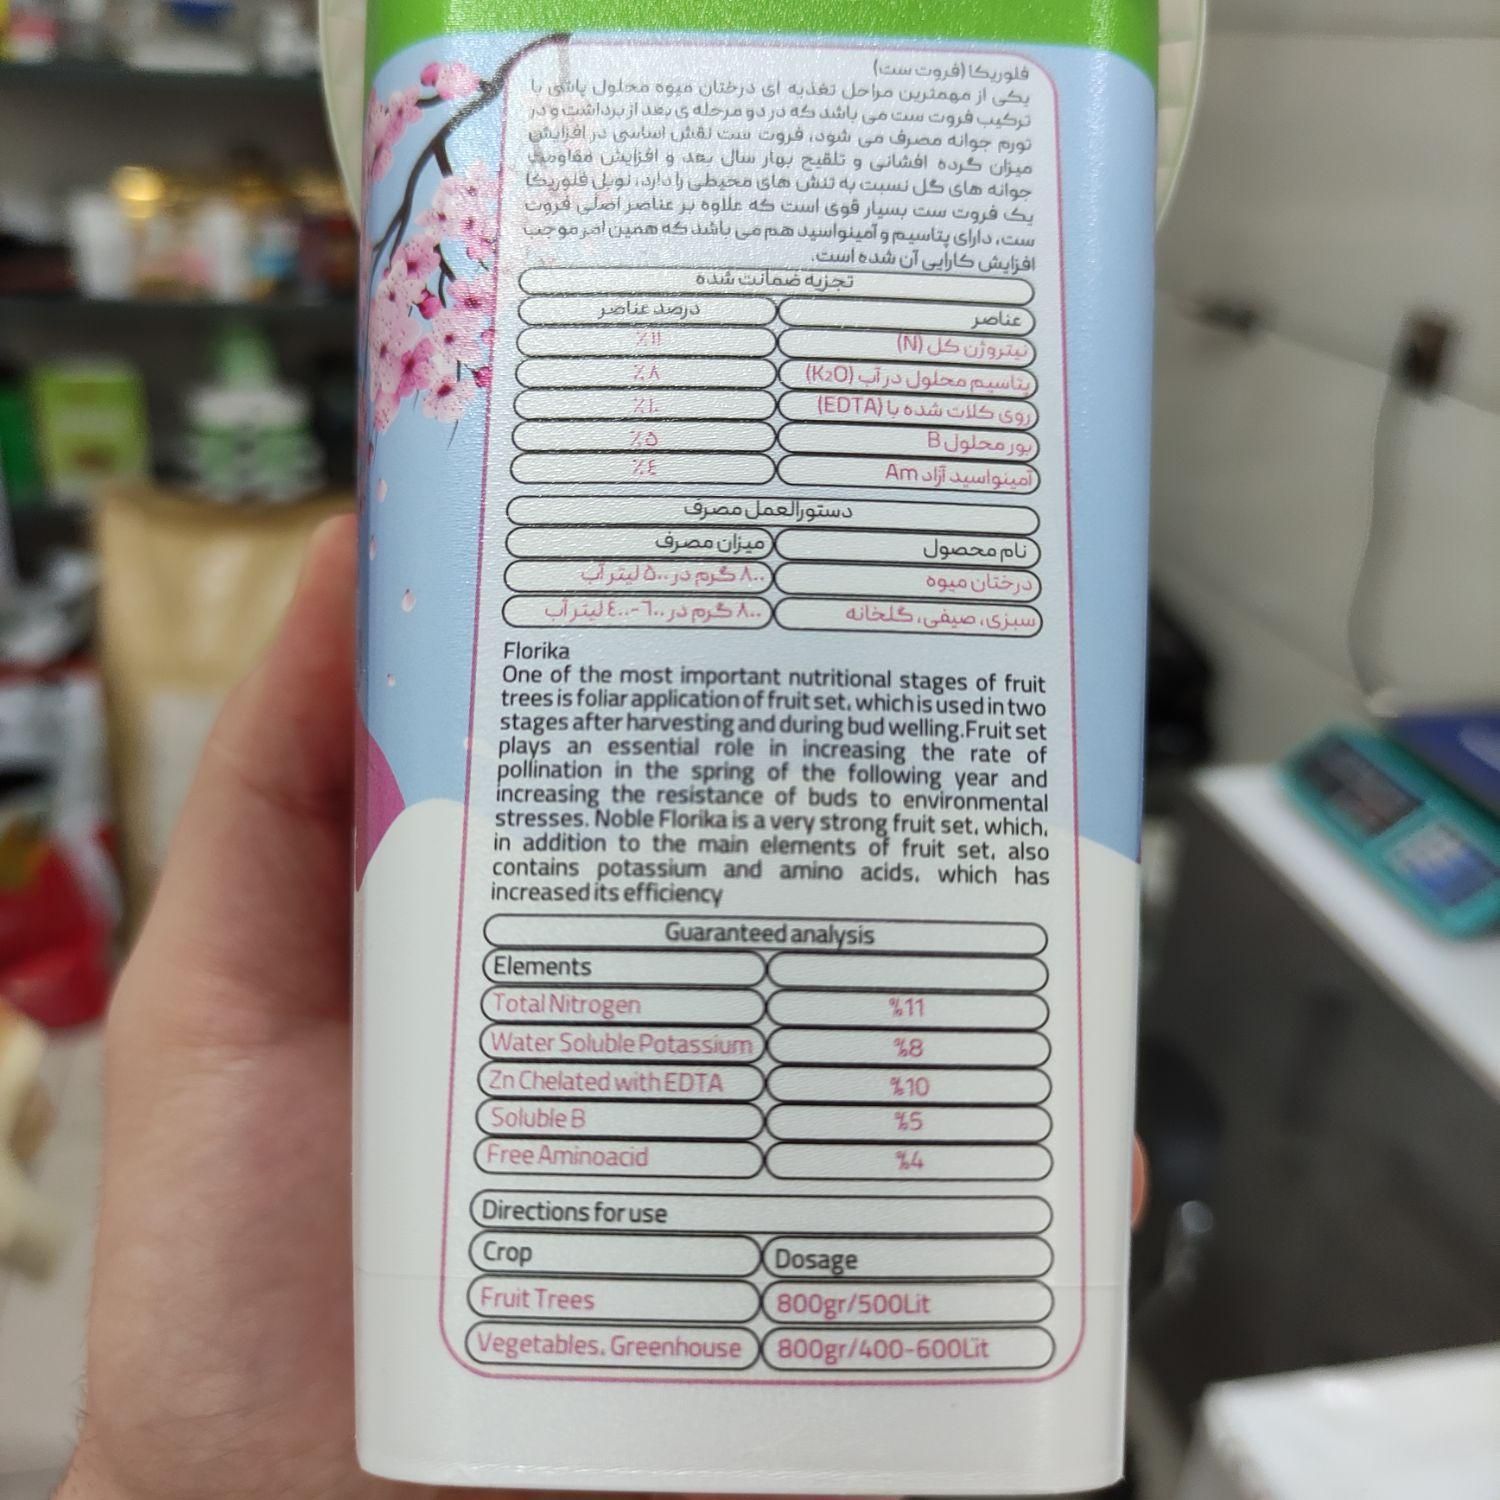 فلوریکا (فروت ست)
یکی از مهمترین مراحل تغذیه ای درختان میوه محلول پاشی با
ترکیب فروت ست می باشد که در دو مرحله ی بعد از برداشت و در
تورم جوانه مصرف می شود، فروت ست نقش اساسی در افزایش
میزان گرده افشانی و تلقیح بهار سال بعد و افزایش مقاومت
جوانه های گل نسبت به تنش های محیطی را دارد، نوبل فلوریکا
یک فروت ست بسیار قوی است که علاوه بر عناصر اصلی فروت
ست، دارای پتاسیم و آمینواسید هم می باشد که همین امر موجب
افزایش کارایی آن شده است.
تجزیه ضمانت شده
عناصر درصد عناصر
نیتروژن کل (N) ٪۱۱
پتاسیم محلول در آب (K2O) ٪۸
روی کلات شده با (EDTA) ٪۱۰
بور محلول B ٪۵
آمینواسید آزاد Am ٪٤
دستورالعمل مصرف
نام محصول میزان مصرف
درختان میوه ۸۰۰ گرم در ۵۰۰ لیتر آب
سبزی، صیفی، گلخانه ۸۰۰ گرم در ٦۰۰-٤۰۰ لیتر آب
Florika
One of the most important nutritional stages of fruit
trees is foliar application of fruit set, which is used in two
stages after harvesting and during bud welling.Fruit set
plays an essential role in increasing the rate of
pollination in the spring of the following year and
increasing the resistance of buds to environmental
stresses. Noble Florika is a very strong fruit set, which,
in addition to the main elements of fruit set, also
contains potassium and amino acids, which has
increased its efficiency
Guaranteed analysis
Elements
Total Nitrogen %11
Water Soluble Potassium %8
Zn Chelated with EDTA %10
Soluble B %5
Free Aminoacid %4
Directions for use
Crop Dosage
Fruit Trees 800gr/500Lit
Vegetables, Greenhouse 800gr/400-600Lit